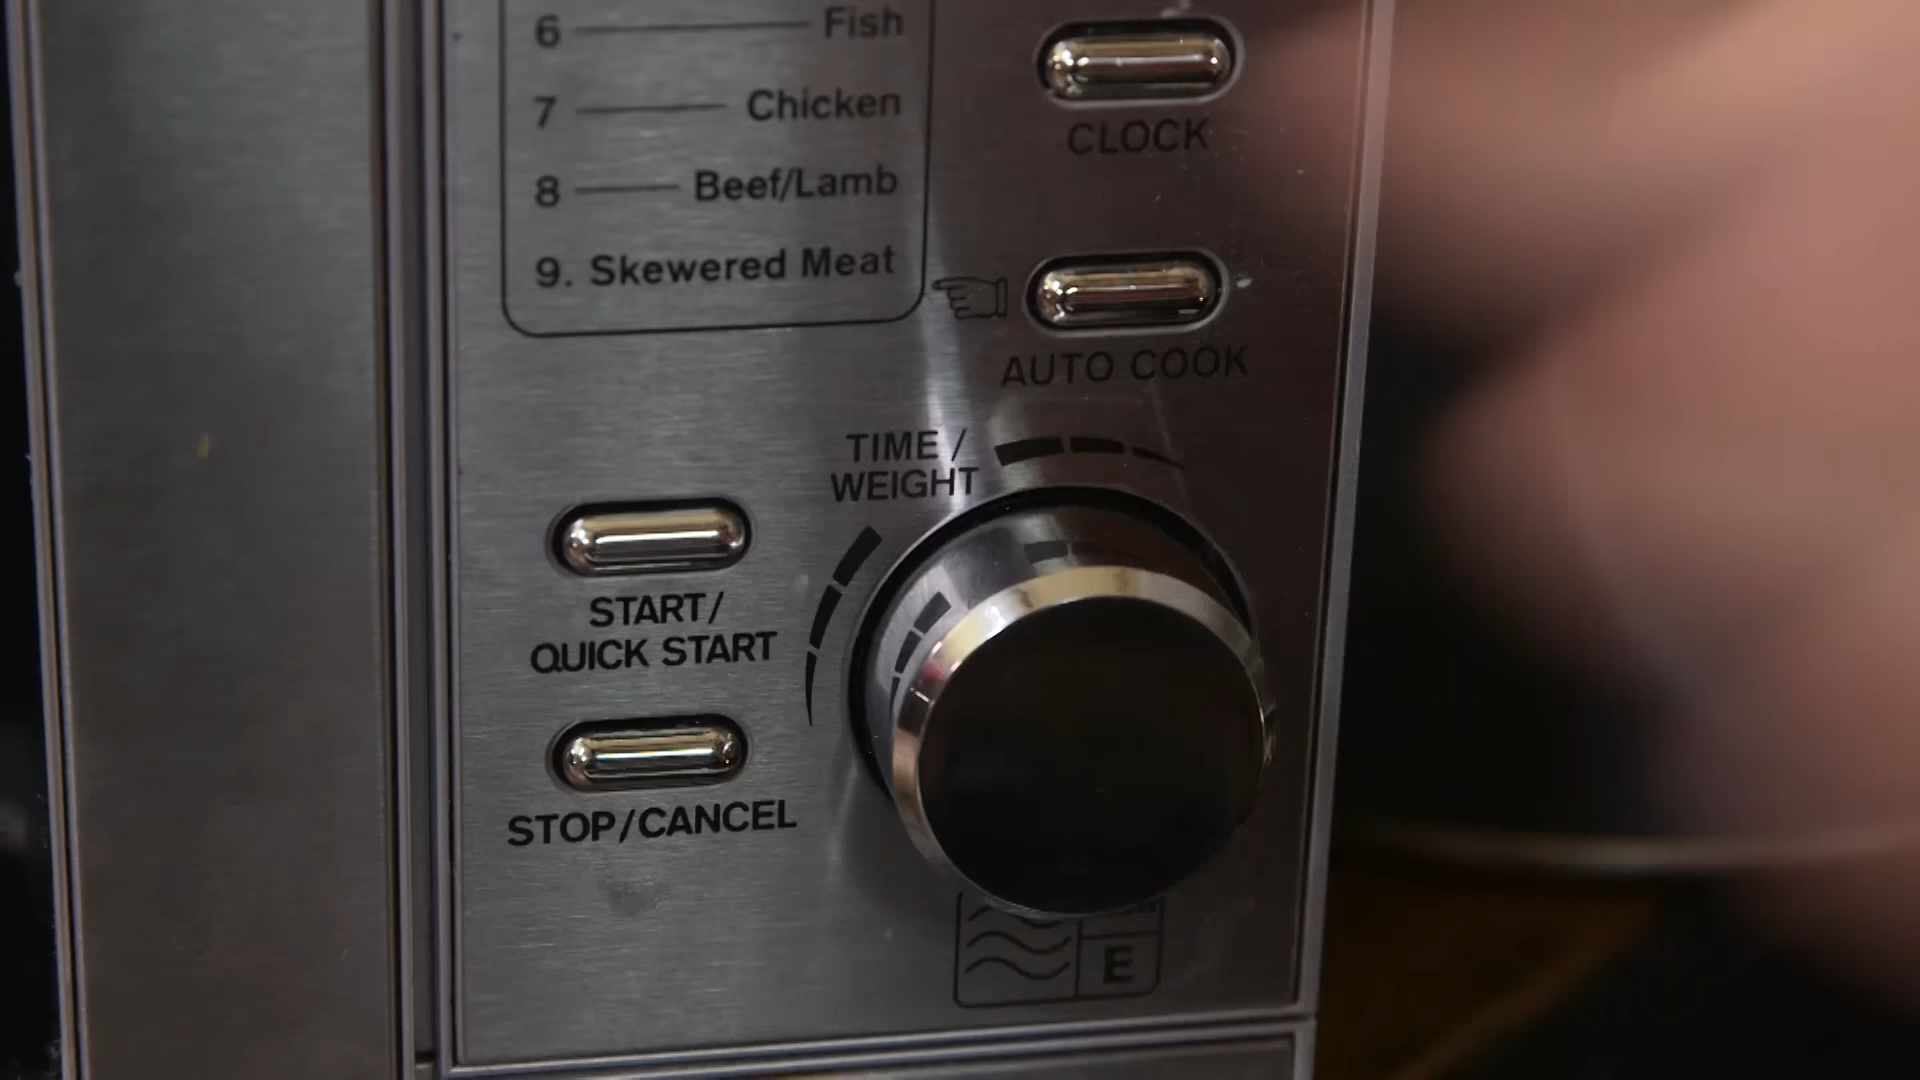 6 Fish
7 Chicken
8 Beef/Lamb
9. Skewered Meat
CLOCK
AUTO COOK
TIME /
WEIGHT
START/
QUICK START
STOP/CANCEL
E